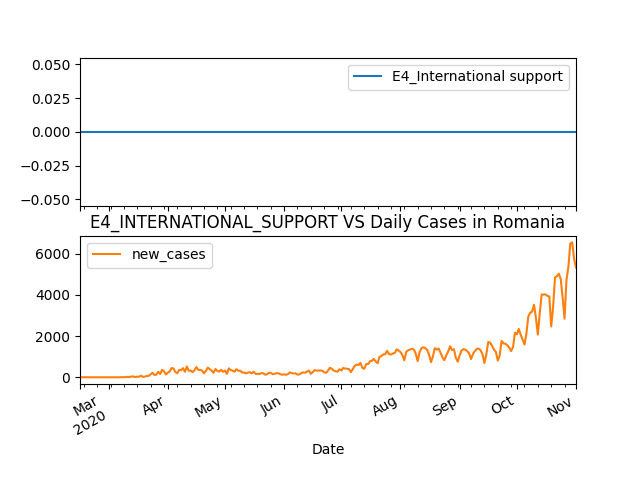 0.050
0.025
0.000
−0.025
−0.050
E4_International support
E4_INTERNATIONAL_SUPPORT VS Daily Cases in Romania
6000
4000
2000
0
new_cases
Mar
2020
Apr
May
Jun
Jul
Aug
Sep
Oct
Nov
Date